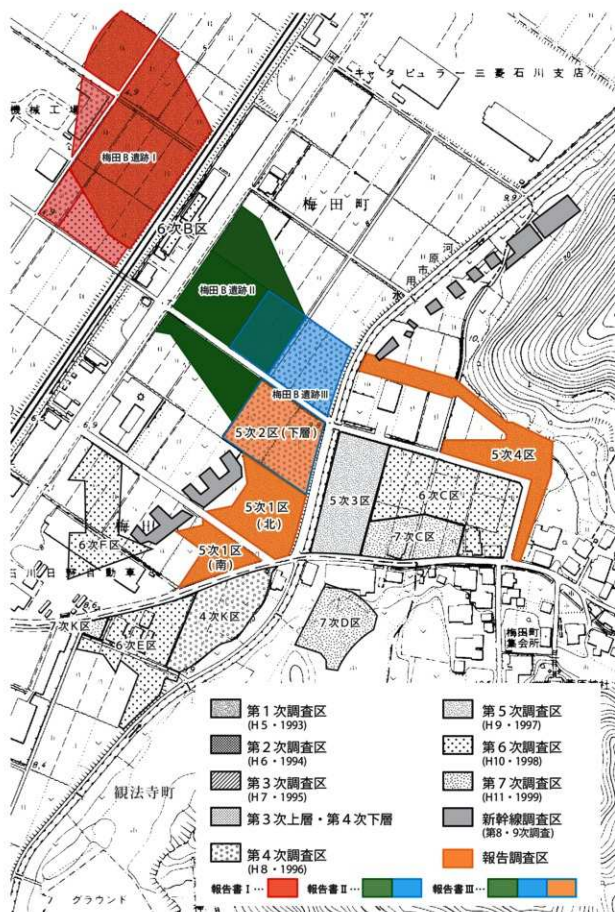 キャタピラー三菱石川支店
機械工場
梅田B遺跡Ⅰ
梅田町
6次B区
梅田B遺跡Ⅱ
梅田B遺跡Ⅲ
5次2区(下層)
5次4区
5次1区
(北)
5次3区
6次C区
7次C区
5次1区
(南)
6次F区
4次K区
7次K区
6次E区
7次D区
梅田町
集会所
観法寺町
グラウンド
第1次調査区
(H5・1993)
第2次調査区
(H6・1994)
第3次調査区
(H7・1995)
第3次上層・第4次下層
第4次調査区
(H8・1996)
第5次調査区
(H9・1997)
第6次調査区
(H10・1998)
第7次調査区
(H11・1999)
新幹線調査区
(第8・9次調査)
報告調査区
報告書Ⅰ…
報告書Ⅱ…
報告書Ⅲ…